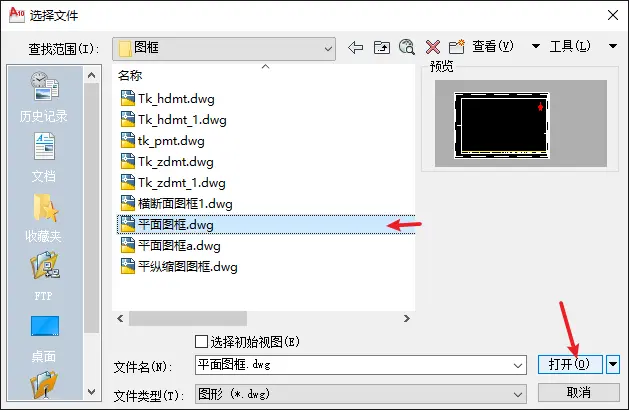 A10 选择文件
查找范围(I): 图框 查看(V) 工具(L)
历史记录
文档
收藏夹
FTP
桌面
名称
Tk_hdmt.dwg
Tk_hdmt_1.dwg
tk_pmt.dwg
Tk_zdmt.dwg
Tk_zdmt_1.dwg
横断面图框1.dwg
平面图框.dwg
平面图框a.dwg
平纵缩图图框.dwg
预览
选择初始视图(E)
文件名(N): 平面图框.dwg 打开(O)
文件类型(T): 图形 (*.dwg) 取消